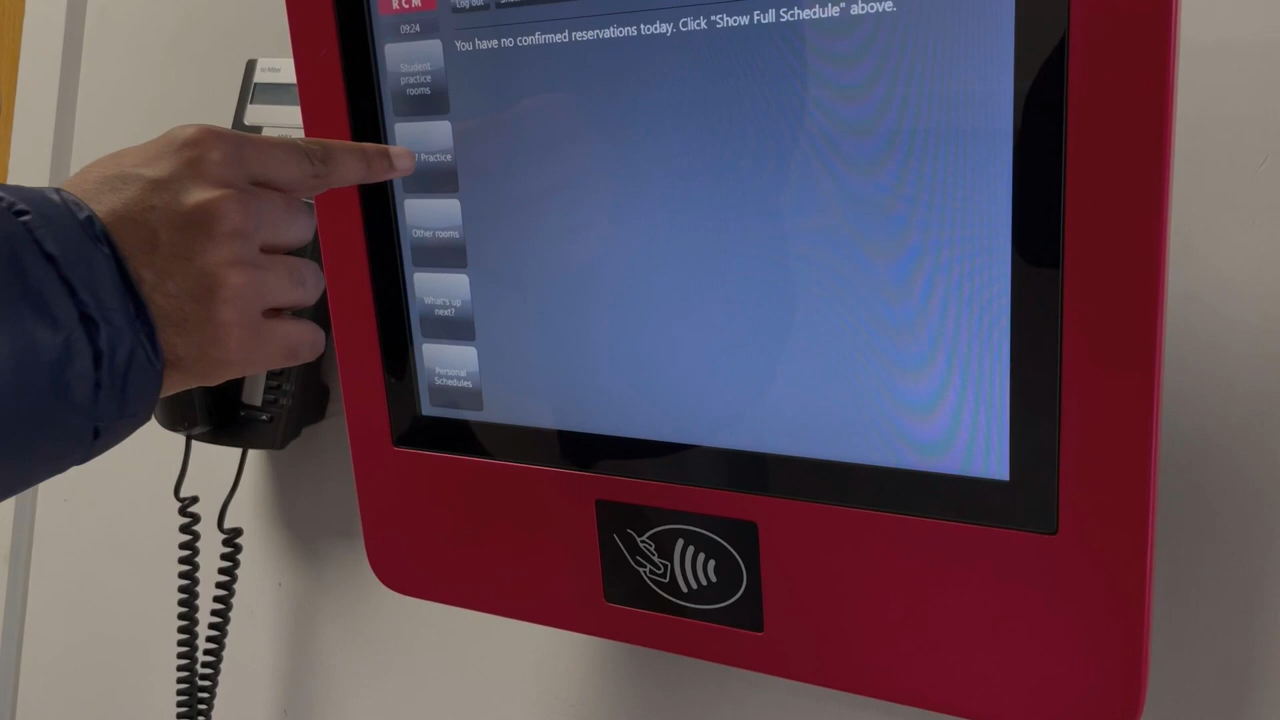 RCM
Log out
09:24
You have no confirmed reservations today. Click "Show Full Schedule" above.
Student
practice
rooms
Practice
Other rooms
What's up
next?
Personal
Schedules